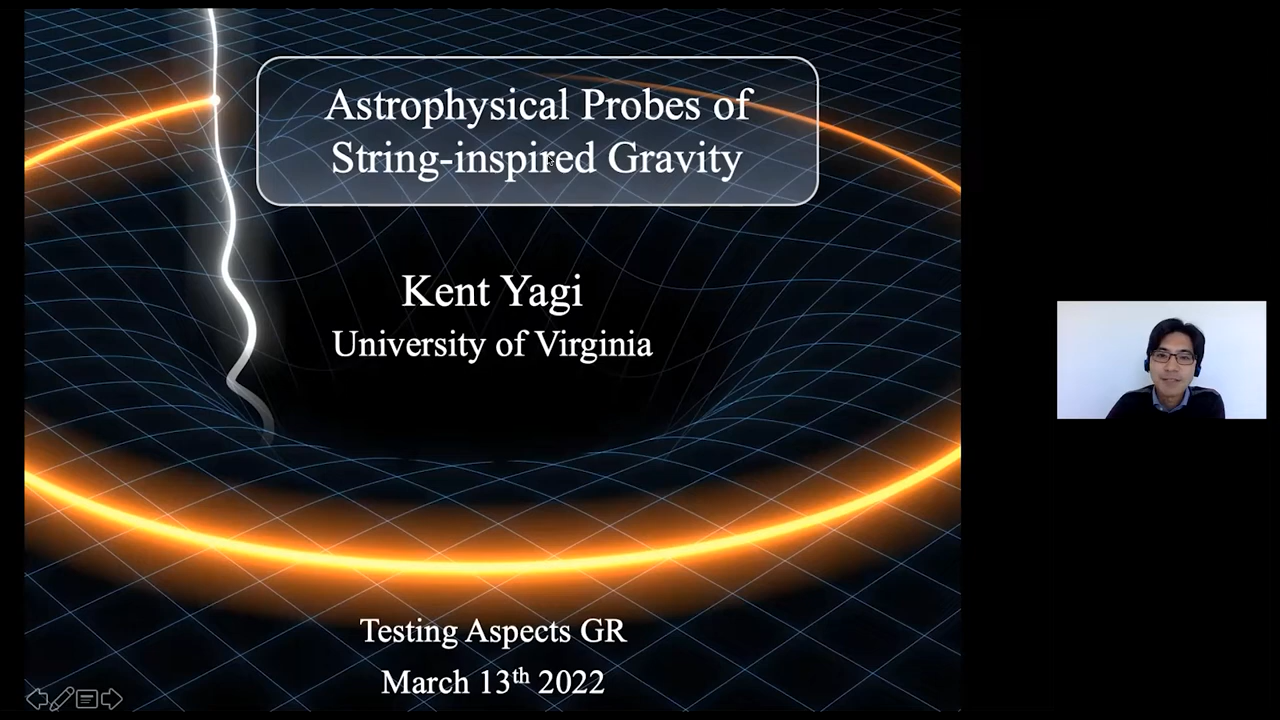 Astrophysical Probes of
String-inspired Gravity
Kent Yagi
University of Virginia
Testing Aspects GR
March 13th 2022